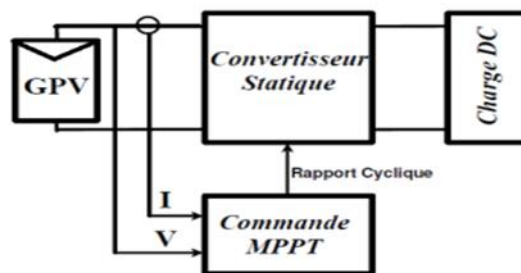 GPV
Convertisseur
Statique
Charge DC
Rapport Cyclique
I
V
Commande
MPPT